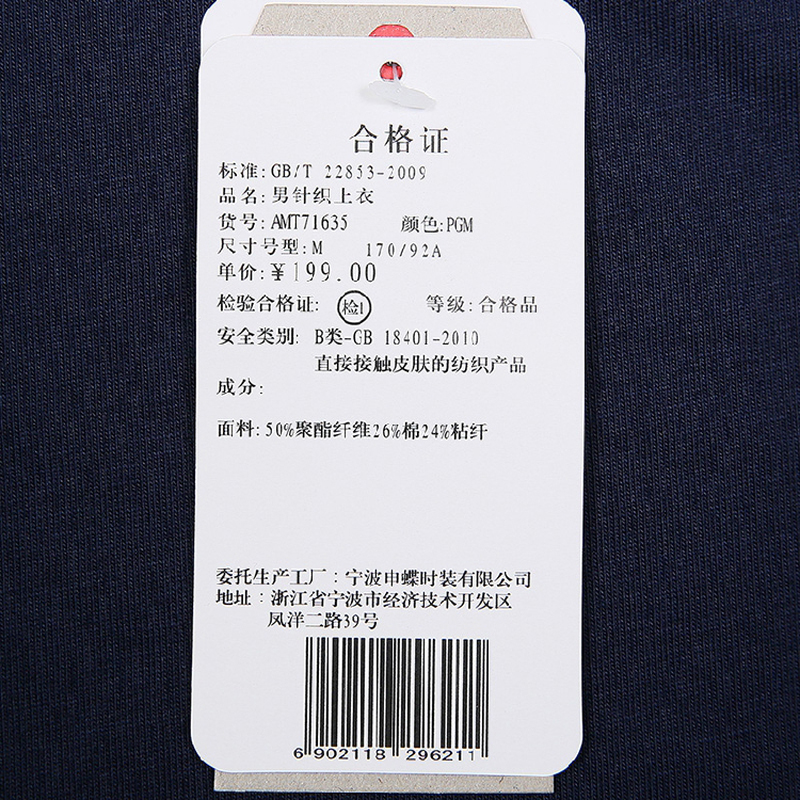 合格证
标准:GB/T 22853-2009
品名:男针织上衣
货号:AMT71635 颜色:PGM
尺寸号型:M 170/92A
单价:¥199.00
检验合格证: 检1 等级:合格品
安全类别: B类-GB 18401-2010
直接接触皮肤的纺织产品
成分:
面料:50%聚酯纤维26%棉24%粘纤
委托生产工厂:宁波申蝶时装有限公司
地址:浙江省宁波市经济技术开发区
凤洋二路39号
6 902118 296211